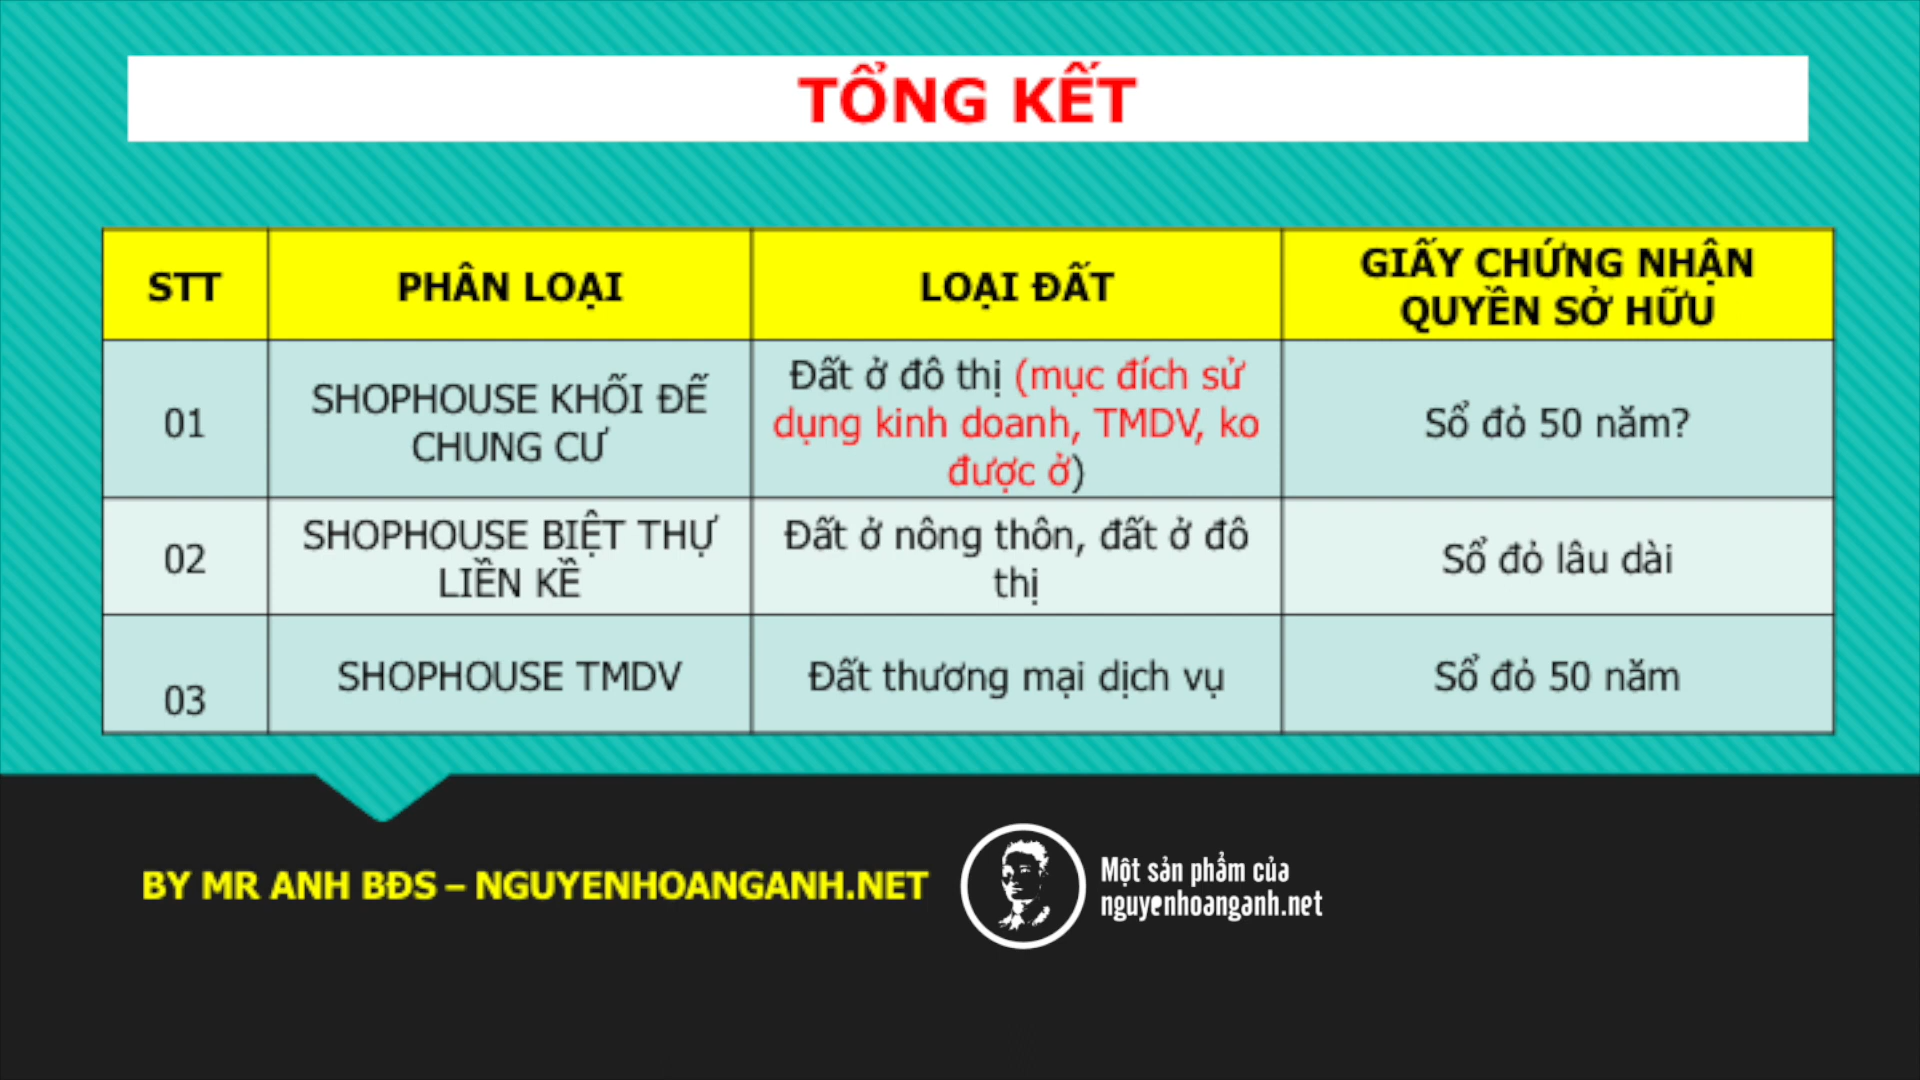 TỔNG KẾT
STT
PHÂN LOẠI
LOẠI ĐẤT
GIẤY CHỨNG NHẬN
QUYỀN SỞ HỮU
01
SHOPHOUSE KHỐI ĐẾ
CHUNG CƯ
Đất ở đô thị (mục đích sử
dụng kinh doanh, TMDV, ko
được ở)
Sổ đỏ 50 năm?
02
SHOPHOUSE BIỆT THỰ
LIỀN KỀ
Đất ở nông thôn, đất ở đô
thị
Sổ đỏ lâu dài
03
SHOPHOUSE TMDV
Đất thương mại dịch vụ
Sổ đỏ 50 năm
BY MR ANH BĐS – NGUYENHOANGANH.NET
Một sản phẩm của
nguyenhoanganh.net